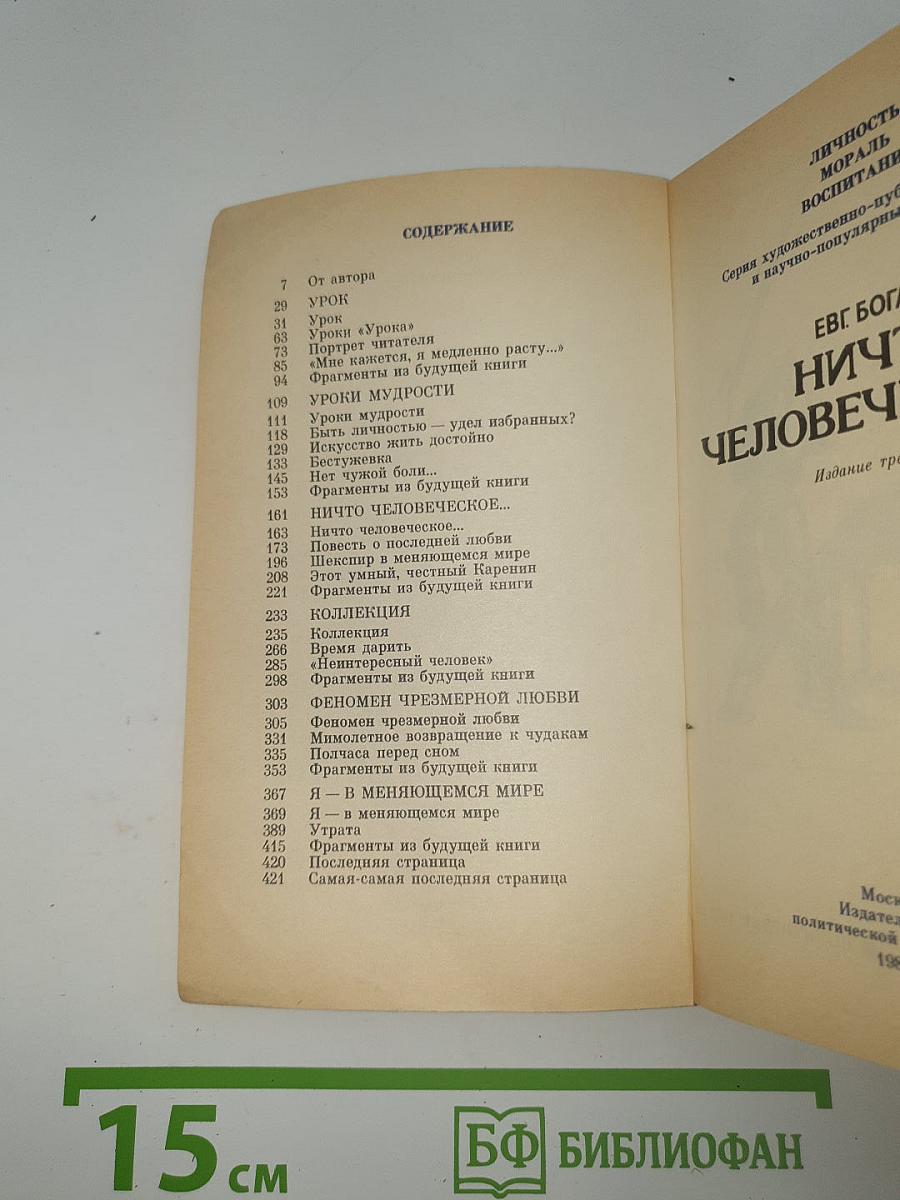 СОДЕРЖАНИЕ
7 От автора
29 УРОК
31 Урок
63 Уроки «Урока»
73 Портрет читателя
85 «Мне кажется, я медленно расту...»
94 Фрагменты из будущей книги
109 УРОКИ МУДРОСТИ
111 Уроки мудрости
118 Быть личностью — удел избранных?
129 Искусство жить достойно
133 Бестужевка
145 Нет чужой боли...
153 Фрагменты из будущей книги
161 НИЧТО ЧЕЛОВЕЧЕСКОЕ...
163 Ничто человеческое...
173 Повесть о последней любви
196 Шекспир в меняющемся мире
208 Этот умный, честный Каренин
221 Фрагменты из будущей книги
233 КОЛЛЕКЦИЯ
235 Коллекция
266 Время дарить
285 «Неинтересный человек»
298 Фрагменты из будущей книги
303 ФЕНОМЕН ЧРЕЗМЕРНОЙ ЛЮБВИ
305 Феномен чрезмерной любви
331 Мимолетное возвращение к чудакам
335 Полчаса перед сном
353 Фрагменты из будущей книги
367 Я — В МЕНЯЮЩЕМСЯ МИРЕ
369 Я — в меняющемся мире
389 Утрата
415 Фрагменты из будущей книги
420 Последняя страница
421 Самая-самая последняя страница
ЛИЧНОСТЬ
МОРАЛЬ
ВОСПИТАНИ
Серия художественно-пуб
и научно-популярны
ЕВГ. БОГА
НИЧТ
ЧЕЛОВЕЧЕ
Издание тре
Моск
Издател
политической
198
15 см
БФ БИБЛИОФАН